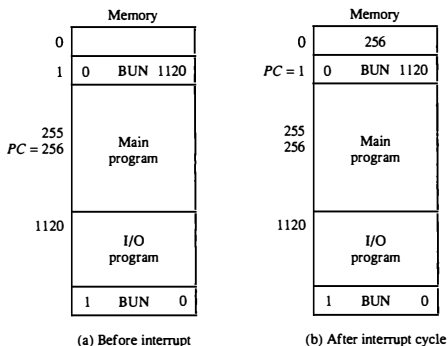 Memory
0
1 0 BUN 1120
255
PC = 256
Main
program
1120
I/O
program
1 BUN 0
(a) Before interrupt
Memory
0 256
PC = 1 0 BUN 1120
255
256
Main
program
1120
I/O
program
1 BUN 0
(b) After interrupt cycle